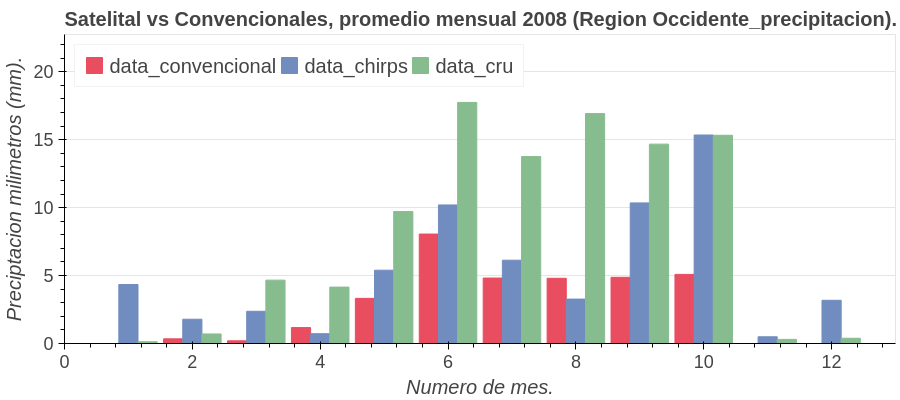 Satelital vs Convencionales, promedio mensual 2008 (Region Occidente_precipitacion).
data_convencional data_chirps data_cru
Preciptacion milimetros (mm).
20
15
10
5
0
0 2 4 6 8 10 12
Numero de mes.